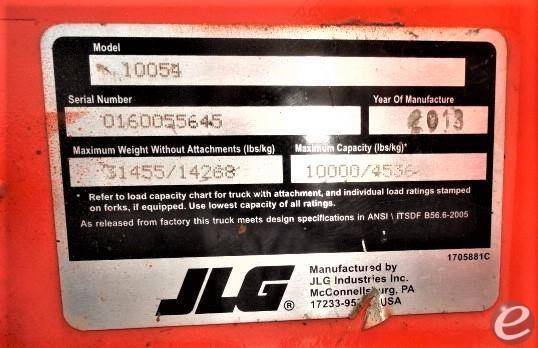 Model
10054
Serial Number Year Of Manufacture
0160055645 2013
Maximum Weight Without Attachments (lbs/kg) Maximum Capacity (lbs/kg)*
31455/14268 10000/4536
* Refer to load capacity chart for truck with attachment, and individual load ratings stamped
on forks, if equipped. Use lowest capacity of all ratings.
As released from factory this truck meets design specifications in ANSI \ ITSDF B56.6-2005
1705881C
JLG ®
Manufactured by
JLG Industries Inc.
McConnellsburg, PA
USA
e